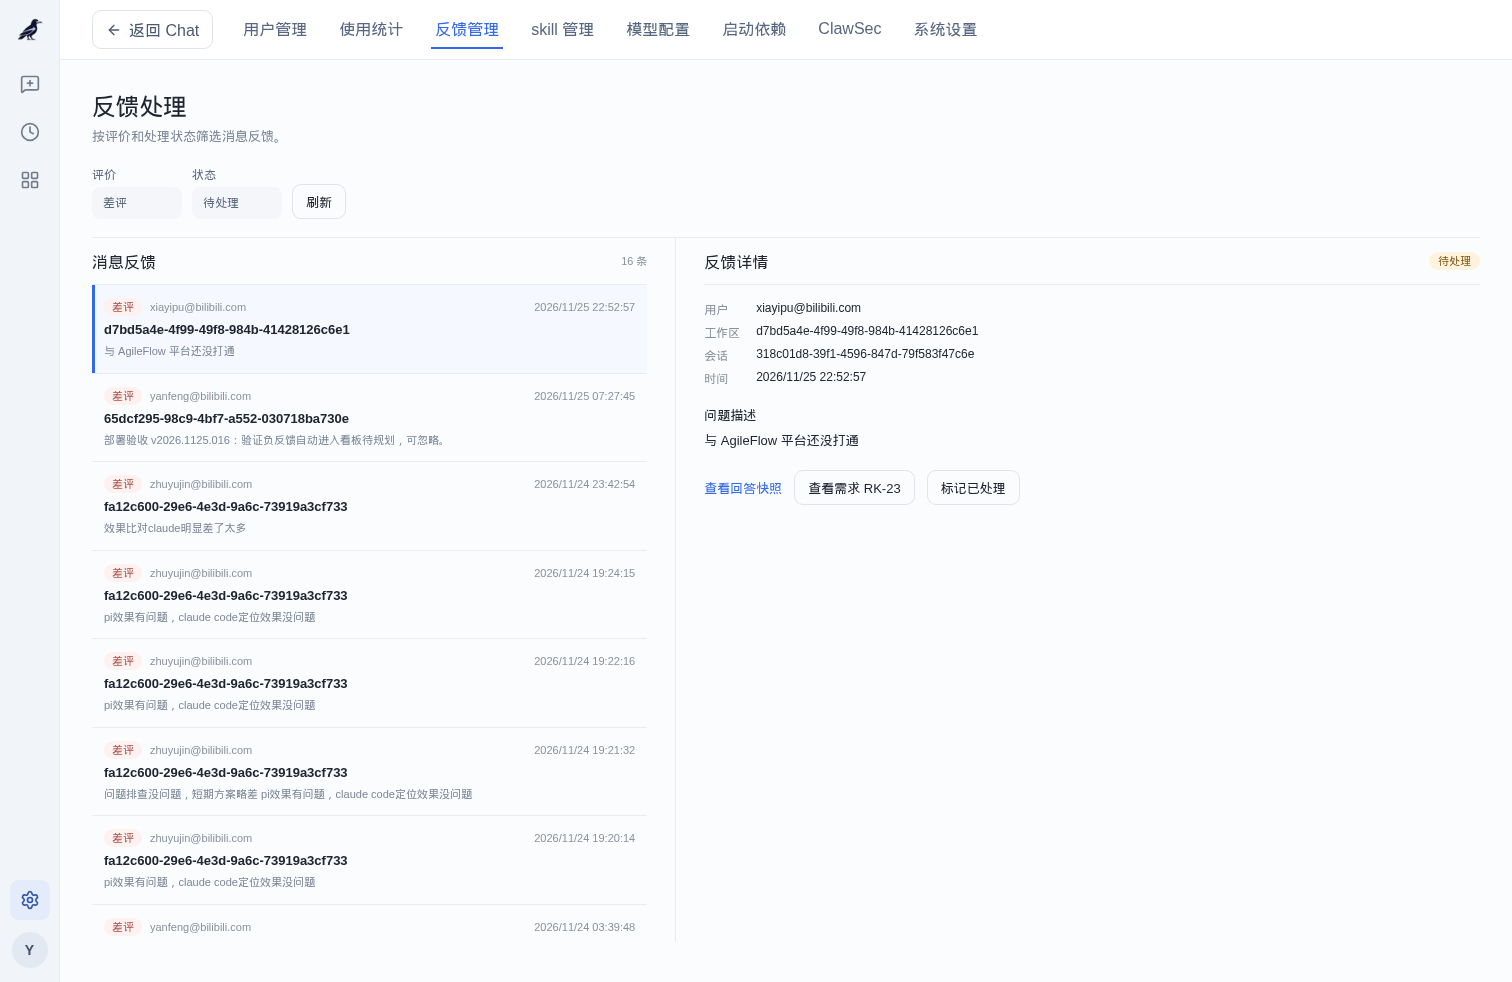 返回 Chat
用户管理
使用统计
反馈管理
skill 管理
模型配置
启动依赖
ClawSec
系统设置
反馈处理
按评价和处理状态筛选消息反馈。
评价
状态
差评
待处理
刷新
消息反馈
16 条
差评 xiayipu@bilibili.com 2026/11/25 22:52:57
d7bd5a4e-4f99-49f8-984b-41428126c6e1
与 AgileFlow 平台还没打通
差评 yanfeng@bilibili.com 2026/11/25 07:27:45
65dcf295-98c9-4bf7-a552-030718ba730e
部署验收 v2026.1125.016：验证负反馈自动进入看板待规划，可忽略。
差评 zhuyujin@bilibili.com 2026/11/24 23:42:54
fa12c600-29e6-4e3d-9a6c-73919a3cf733
效果比对claude明显差了太多
差评 zhuyujin@bilibili.com 2026/11/24 19:24:15
fa12c600-29e6-4e3d-9a6c-73919a3cf733
pi效果有问题，claude code定位效果没问题
差评 zhuyujin@bilibili.com 2026/11/24 19:22:16
fa12c600-29e6-4e3d-9a6c-73919a3cf733
pi效果有问题，claude code定位效果没问题
差评 zhuyujin@bilibili.com 2026/11/24 19:21:32
fa12c600-29e6-4e3d-9a6c-73919a3cf733
问题排查没问题，短期方案略差 pi效果有问题，claude code定位效果没问题
差评 zhuyujin@bilibili.com 2026/11/24 19:20:14
fa12c600-29e6-4e3d-9a6c-73919a3cf733
pi效果有问题，claude code定位效果没问题
差评 yanfeng@bilibili.com 2026/11/24 03:39:48
反馈详情
待处理
用户 xiayipu@bilibili.com
工作区 d7bd5a4e-4f99-49f8-984b-41428126c6e1
会话 318c01d8-39f1-4596-847d-79f583f47c6e
时间 2026/11/25 22:52:57
问题描述
与 AgileFlow 平台还没打通
查看回答快照
查看需求 RK-23
标记已处理
Y